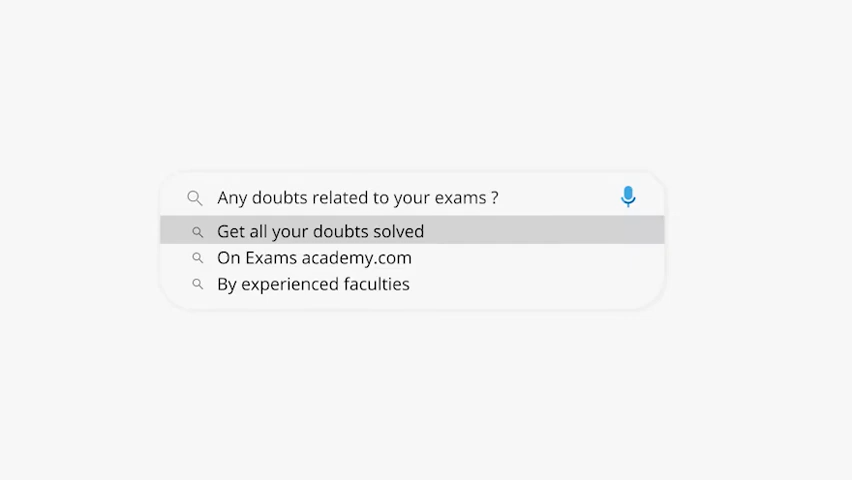 Any doubts related to your exams ?
Get all your doubts solved
On Exams academy.com
By experienced faculties